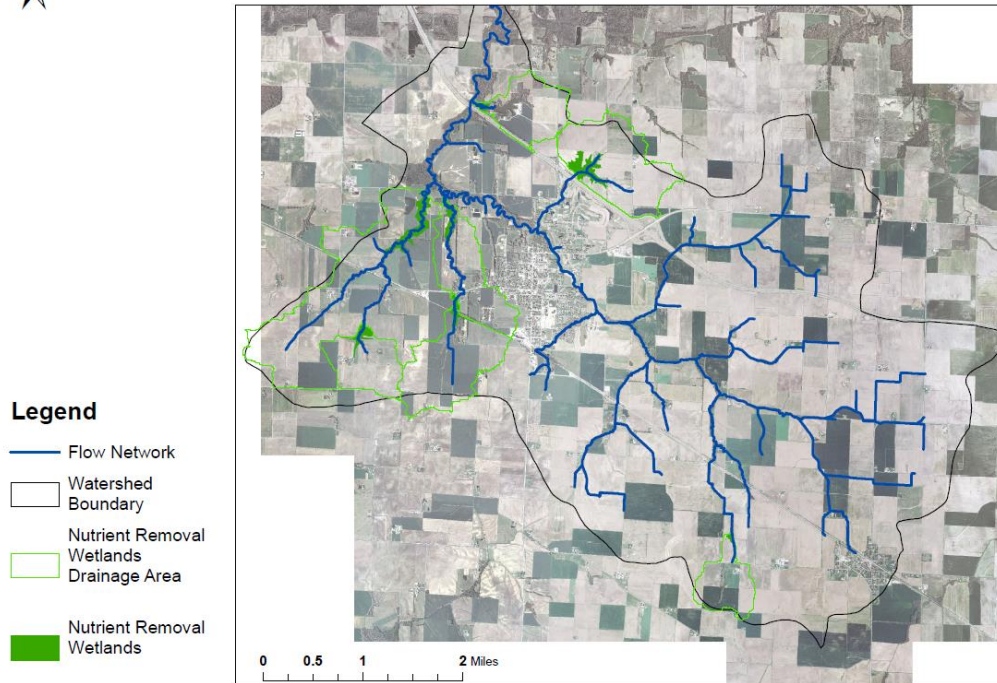 Legend
Flow Network
Watershed
Boundary
Nutrient Removal
Wetlands
Drainage Area
Nutrient Removal
Wetlands
0 0.5 1 2 Miles